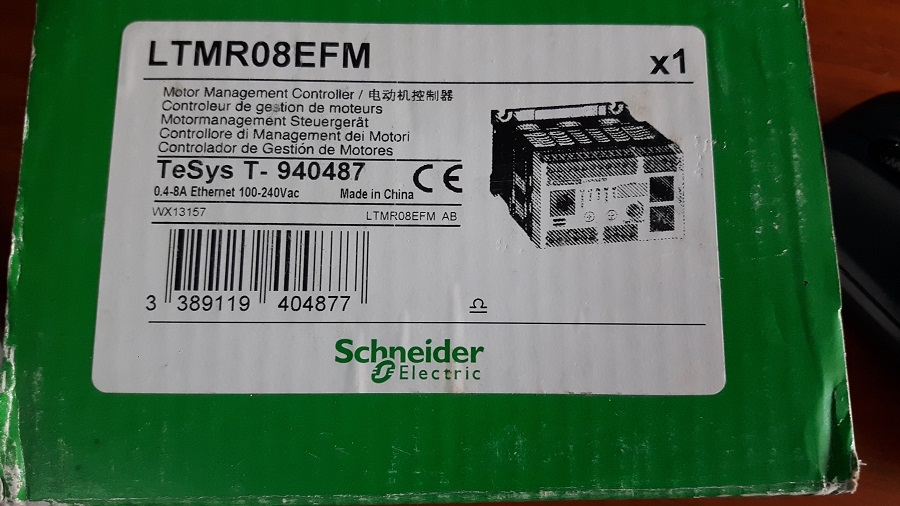 LTMR08EFM x1
Motor Management Controller / 电动机控制器
Controleur de gestion de moteurs
Motormanagement Steuergerät
Controllore di Management dei Motori
Controlador de Gestión de Motores
TeSys T- 940487 CE
0.4-8A Ethernet 100-240Vac Made in China
WX13157 LTMR08EFM AB
3 389119 404877
Schneider
Electric